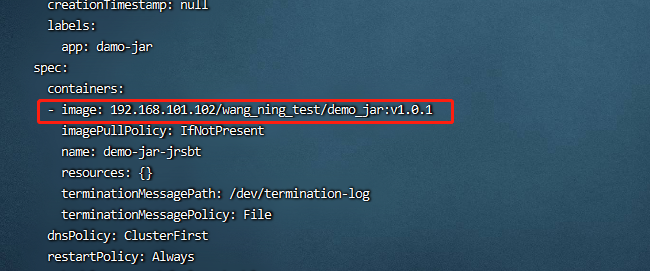 creationTimestamp: null
labels:
app: damo-jar
spec:
containers:
- image: 192.168.101.102/wang_ning_test/demo_jar:v1.0.1
imagePullPolicy: IfNotPresent
name: demo-jar-jrsbt
resources: {}
terminationMessagePath: /dev/termination-log
terminationMessagePolicy: File
dnsPolicy: ClusterFirst
restartPolicy: Always